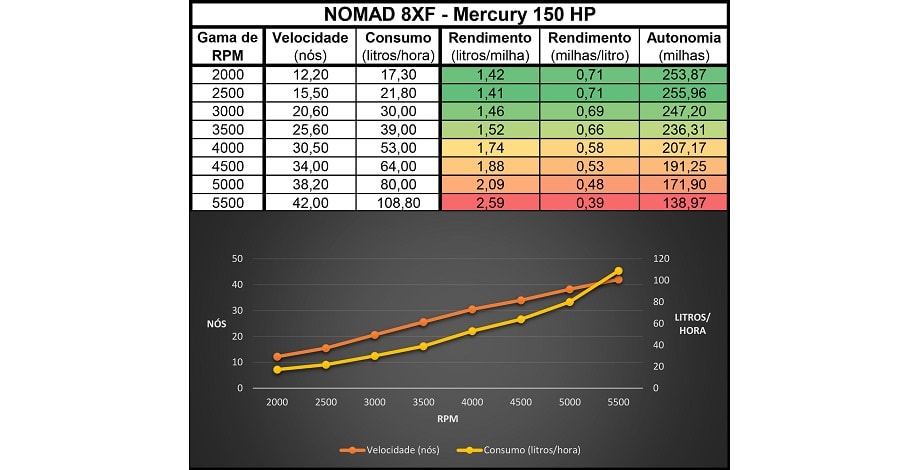 NOMAD 8XF - Mercury 150 HP
Gama de RPM Velocidade (nós) Consumo (litros/hora) Rendimento (litros/milha) Rendimento (milhas/litro) Autonomia (milhas)
2000 12,20 17,30 1,42 0,71 253,87
2500 15,50 21,80 1,41 0,71 255,96
3000 20,60 30,00 1,46 0,69 247,20
3500 25,60 39,00 1,52 0,66 236,31
4000 30,50 53,00 1,74 0,58 207,17
4500 34,00 64,00 1,88 0,53 191,25
5000 38,20 80,00 2,09 0,48 171,90
5500 42,00 108,80 2,59 0,39 138,97
50 120
40 100
30 80
NÓS LITROS/
HORA
20 60
10 40
0 20
0
2000 2500 3000 3500 4000 4500 5000 5500
RPM
Velocidade (nós) Consumo (litros/hora)